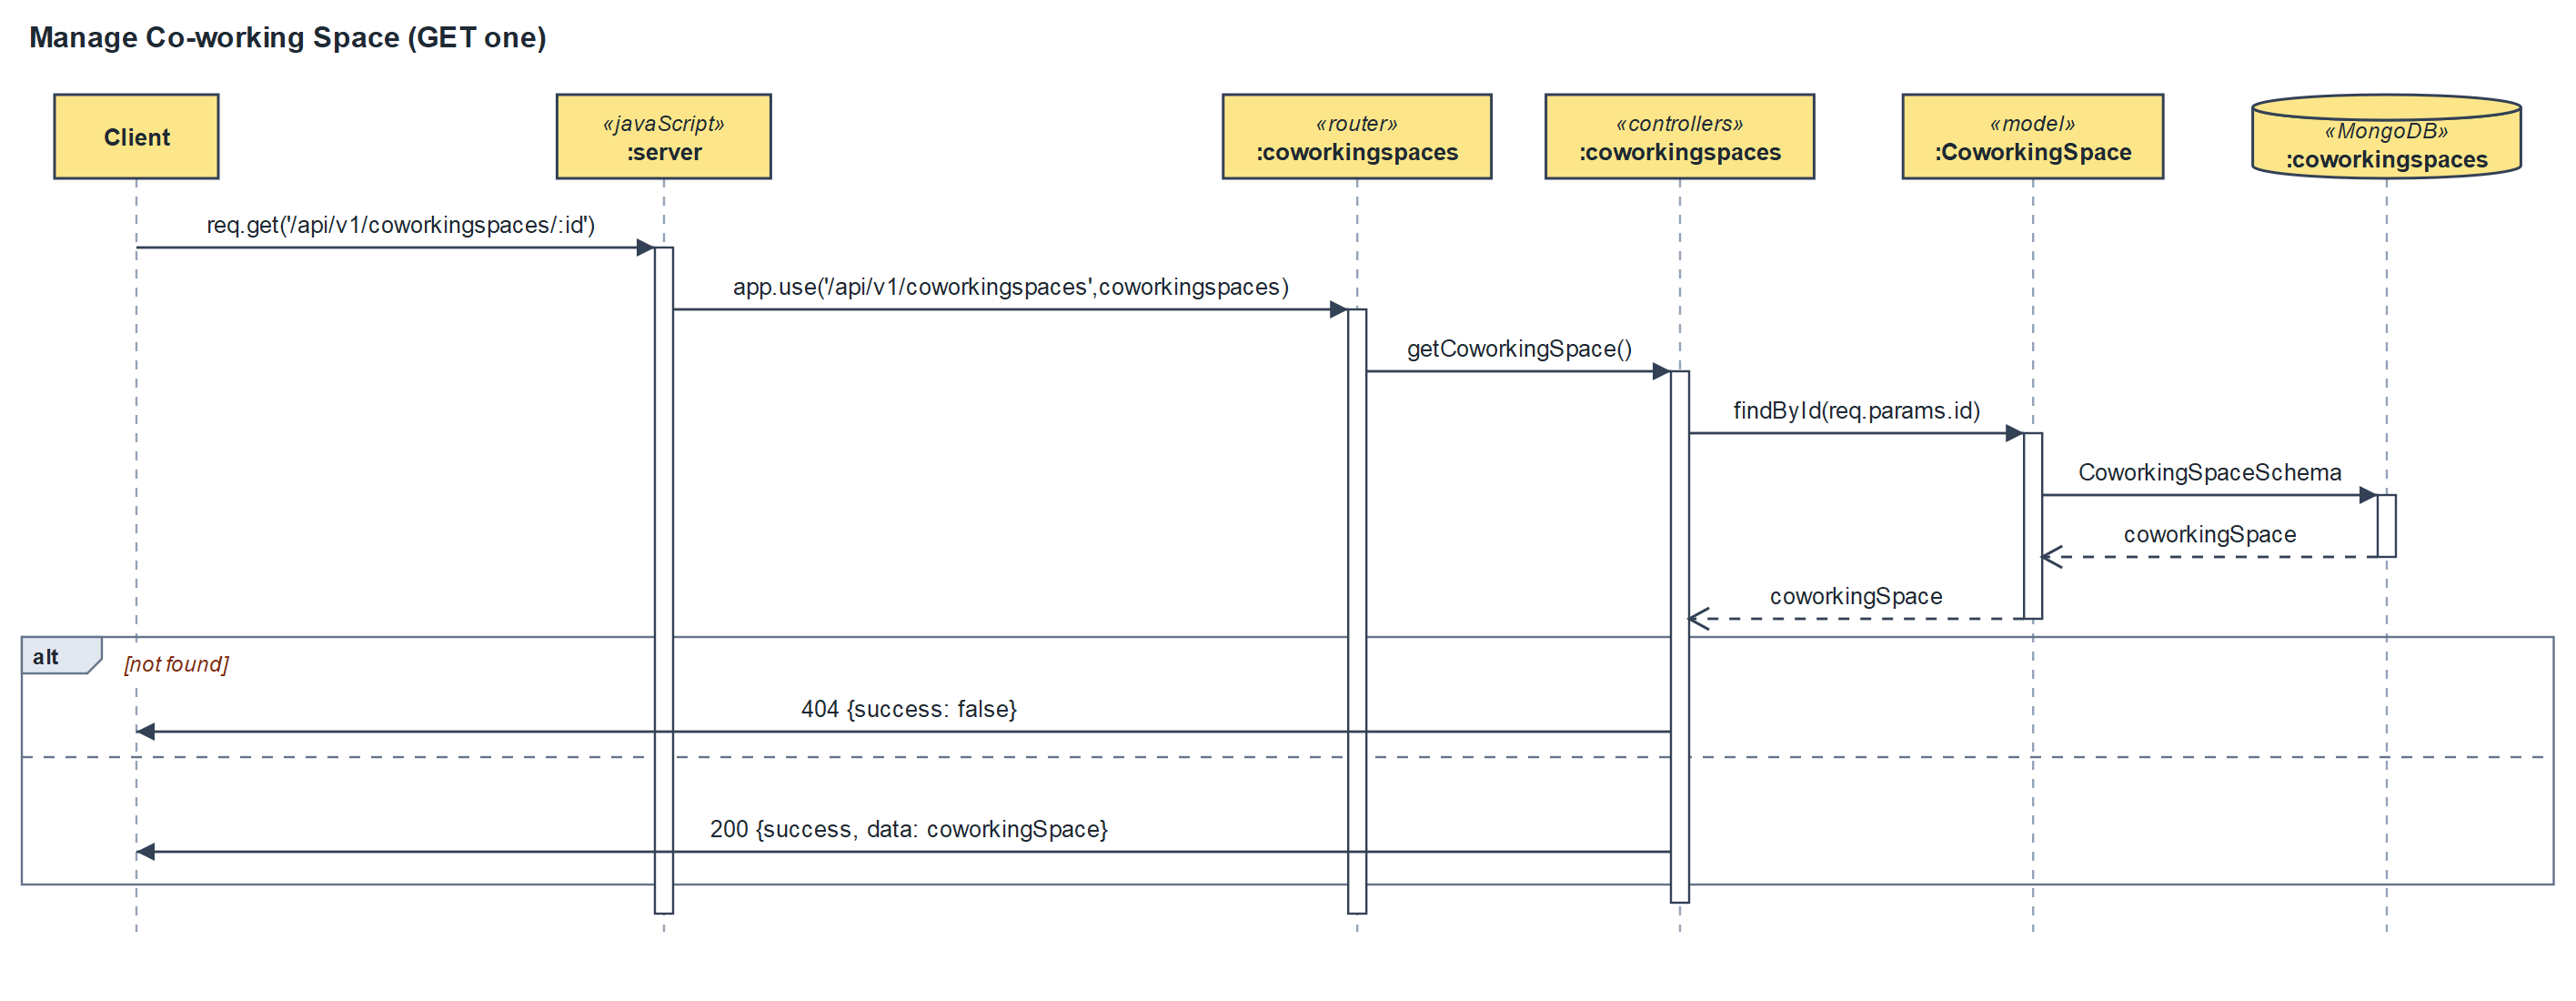 Manage Co-working Space (GET one)
Client
«javaScript»
:server
«router»
:coworkingspaces
«controllers»
:coworkingspaces
«model»
:CoworkingSpace
«MongoDB»
:coworkingspaces
req.get('/api/v1/coworkingspaces/:id')
app.use('/api/v1/coworkingspaces',coworkingspaces)
getCoworkingSpace()
findById(req.params.id)
CoworkingSpaceSchema
coworkingSpace
coworkingSpace
alt
[not found]
404 {success: false}
200 {success, data: coworkingSpace}